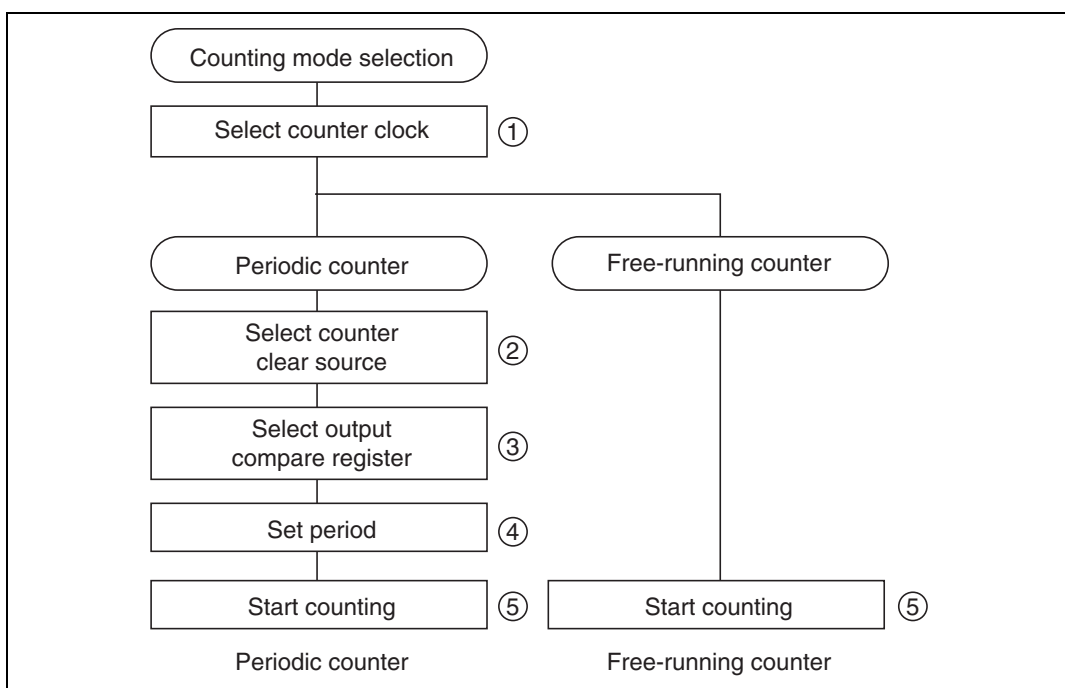 Counting mode selection
Select counter clock
①
Periodic counter
Free-running counter
Select counter
clear source
②
Select output
compare register
③
Set period
④
Start counting
⑤
Start counting
⑤
Periodic counter
Free-running counter